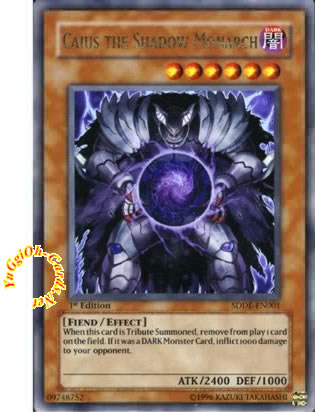 CAIUS THE SHADOW MONARCH
DARK
闇
YuGgiOh-Cards.Net
1st Edition
SDDE-EN001
[FIEND / EFFECT]
When this card is Tribute Summoned, remove from play 1 card
on the field. If it was a DARK Monster Card, inflict 1000 damage
to your opponent.
ATK/2400 DEF/1000
09748752
©1996 KAZUKI TAKAHASHI